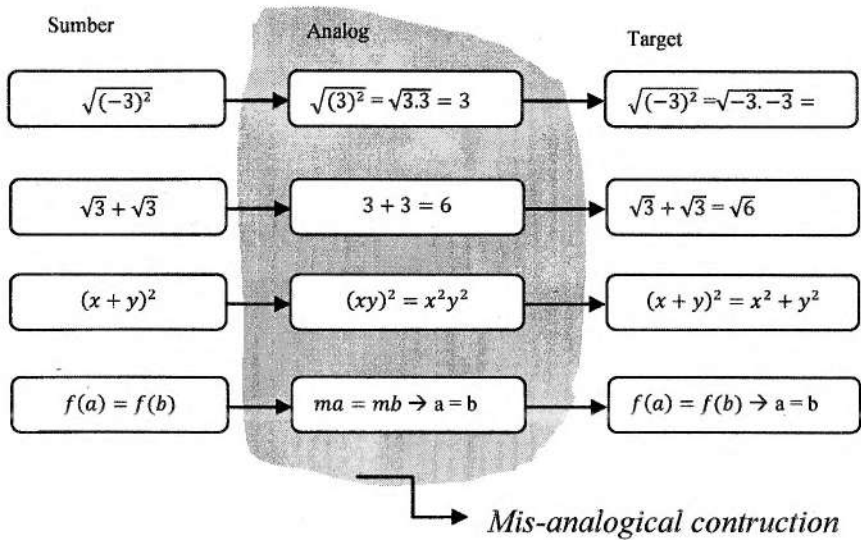 Sumber Analog Target
√(-3)² √(3)² = √3.3 = 3 √(-3)² = √-3.-3 =
√3 + √3 3 + 3 = 6 √3 + √3 = √6
(x + y)² (xy)² = x²y² (x + y)² = x² + y²
f(a) = f(b) ma = mb → a = b f(a) = f(b) → a = b
Mis-analogical contruction